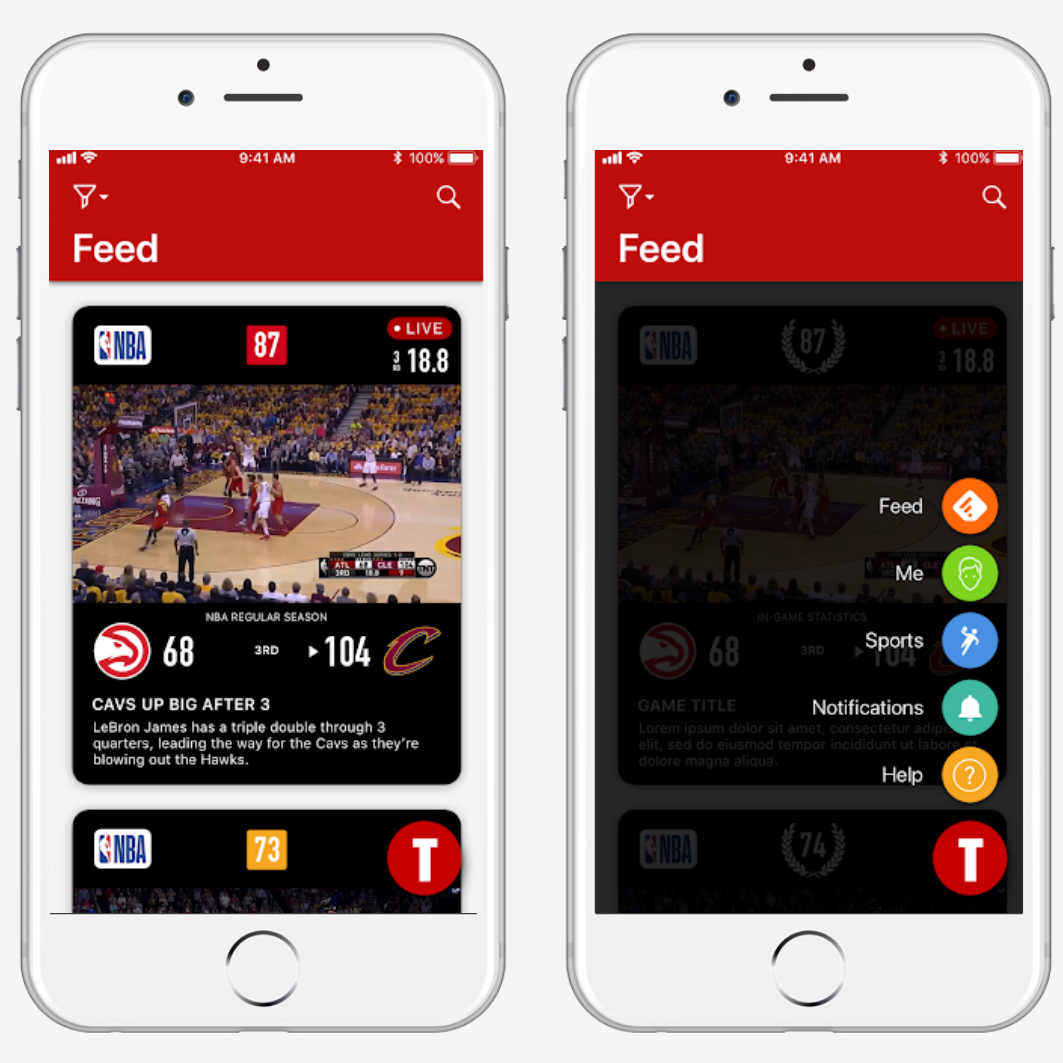 9:41 AM
100%
Feed
NBA
87
LIVE
3RD 18.8
ATL 68 CLE 104
3RD 18.8 9
TNT
NBA REGULAR SEASON
68
3RD
104
CAVS UP BIG AFTER 3
LeBron James has a triple double through 3
quarters, leading the way for the Cavs as they're
blowing out the Hawks.
NBA
73
T
9:41 AM
100%
Feed
NBA
87
LIVE
3RD 18.8
IN-GAME STATISTICS
68
3RD
104
GAME TITLE
Lorem ipsum dolor sit amet, consectetur
elit, sed do eiusmod tempor incididunt ut labore et
dolore magna aliqua.
Feed
Me
Sports
Notifications
Help
NBA
74
T